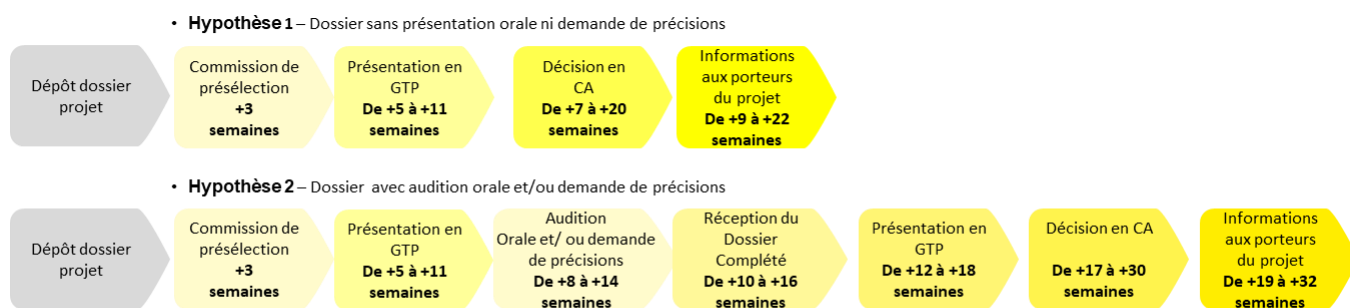 • Hypothèse 1 – Dossier sans présentation orale ni demande de précisions
Dépôt dossier
projet
Commission de
présélection
+3
semaines
Présentation en
GTP
De +5 à +11
semaines
Décision en
CA
De +7 à +20
semaines
Informations
aux porteurs
du projet
De +9 à +22
semaines
• Hypothèse 2 – Dossier avec audition orale et/ou demande de précisions
Dépôt dossier
projet
Commission de
présélection
+3
semaines
Présentation en
GTP
De +5 à +11
semaines
Audition
Orale et/ ou demande
de précisions
De +8 à +14
semaines
Réception du
Dossier
Complété
De +10 à +16
semaines
Présentation en
GTP
De +12 à +18
semaines
Décision en CA
De +17 à +30
semaines
Informations
aux porteurs
du projet
De +19 à +32
semaines